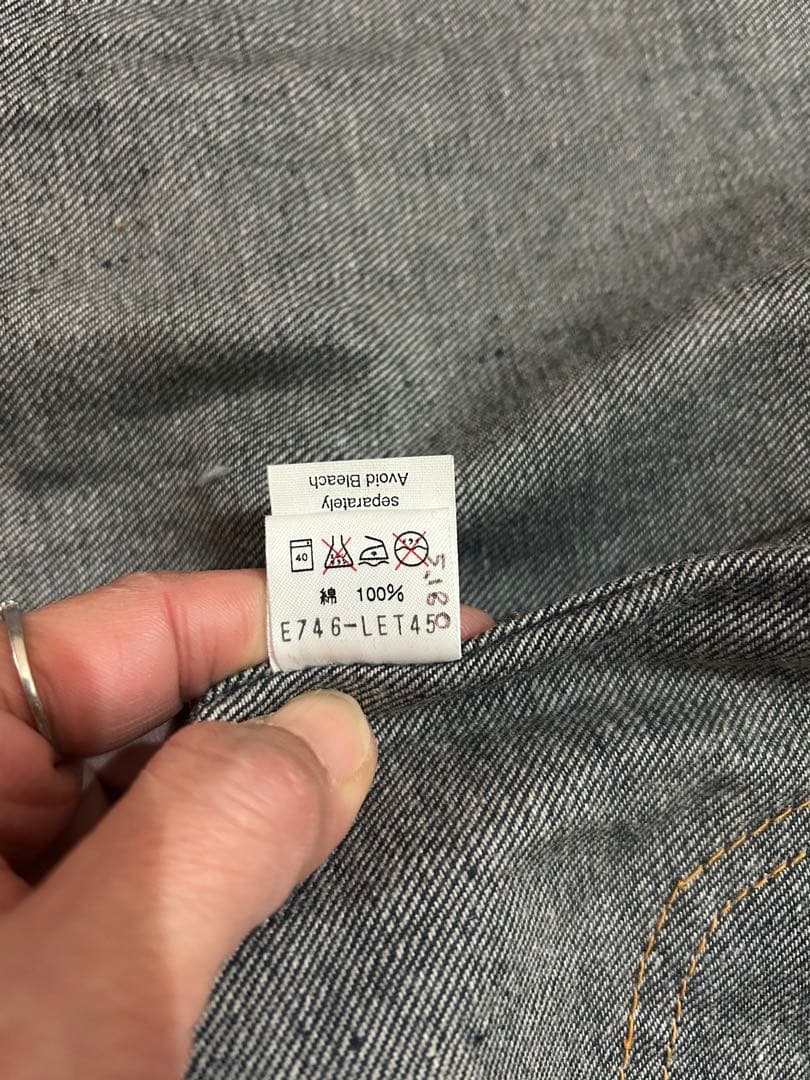 separately
Avoid Bleach
40
綿 100%
E746-LET45